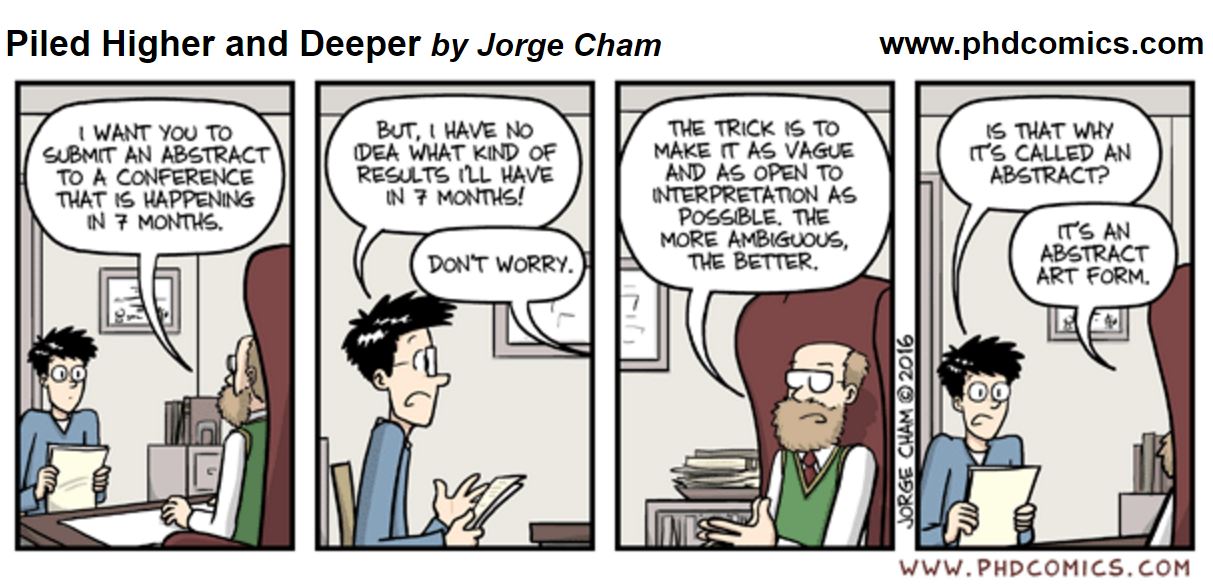 Piled Higher and Deeper by Jorge Cham
www.phdcomics.com
I WANT YOU TO
SUBMIT AN ABSTRACT
TO A CONFERENCE
THAT IS HAPPENING
IN 7 MONTHS.
BUT, I HAVE NO
IDEA WHAT KIND OF
RESULTS I'LL HAVE
IN 7 MONTHS!
DON'T WORRY.
THE TRICK IS TO
MAKE IT AS VAGUE
AND AS OPEN TO
INTERPRETATION AS
POSSIBLE. THE
MORE AMBIGUOUS,
THE BETTER.
IS THAT WHY
IT'S CALLED AN
ABSTRACT?
IT'S AN
ABSTRACT
ART FORM.
JORGE CHAM © 2016
WWW.PHDCOMICS.COM